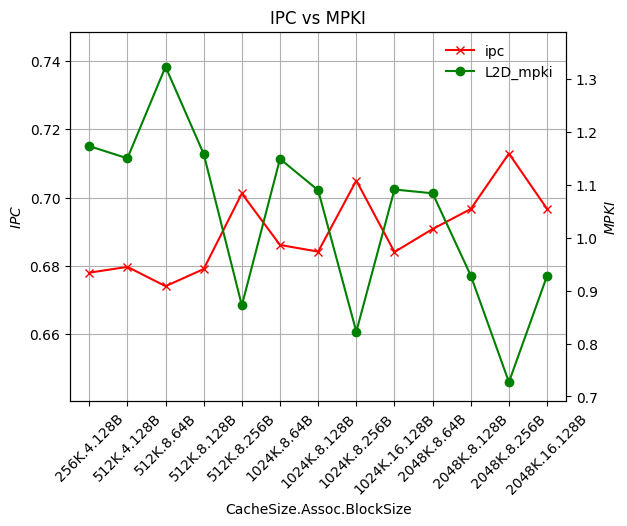 IPC vs MPKI
ipc
L2D_mpki
0.74
0.72
0.70
0.68
0.66
IPC
1.3
1.2
1.1
1.0
0.9
0.8
0.7
MPKI
256K.4.128B
512K.4.128B
512K.8.64B
512K.8.128B
512K.8.256B
1024K.8.64B
1024K.8.128B
1024K.8.256B
1024K.16.128B
2048K.8.64B
2048K.8.128B
2048K.8.256B
2048K.16.128B
CacheSize.Assoc.BlockSize